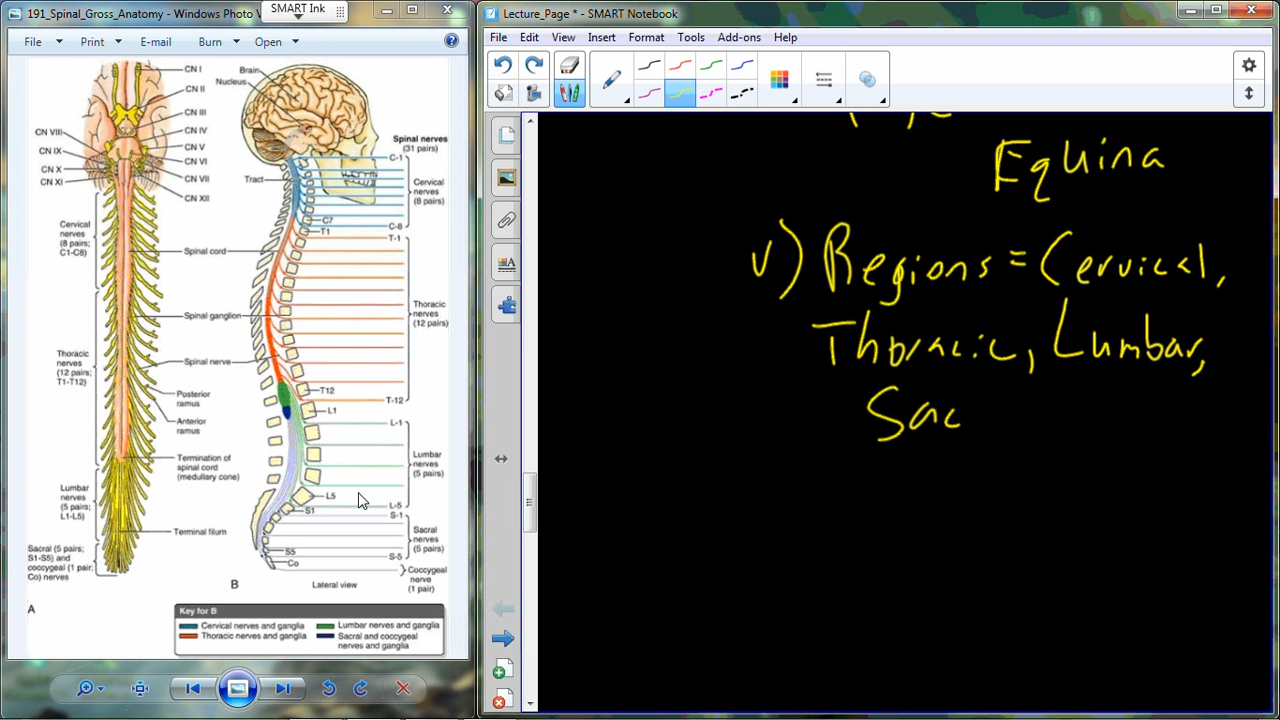 191_Spinal_Gross_Anatomy - Windows Photo V
SMART Ink
File Print E-mail Burn Open
CN I
CN II
CN III
CN IV
CN V
CN VI
CN VII
CN XII
CN VIII
CN IX
CN X
CN XI
Cervical
nerves
(8 pairs;
C1-C8)
Spinal cord
Spinal ganglion
Thoracic
nerves
(12 pairs;
T1-T12)
Spinal nerve
Posterior
ramus
Anterior
ramus
Termination of
spinal cord
(medullary cone)
Lumbar
nerves
(5 pairs;
L1-L5)
Terminal filum
Sacral (5 pairs;
S1-S5) and
coccygeal (1 pair;
Co) nerves
A
Brain
Nucleus
Tract
Spinal nerves
(31 pairs)
C-1
Cervical
nerves
(8 pairs)
C7
C-8
T1
T-1
Thoracic
nerves
(12 pairs)
T12
T-12
L1
L-1
Lumbar
nerves
(5 pairs)
L5
L-5
S1
S-1
Sacral
nerves
(5 pairs)
S5
S-5
Co
Coccygeal
nerve
(1 pair)
B
Lateral view
Key for B
Cervical nerves and ganglia
Thoracic nerves and ganglia
Lumbar nerves and ganglia
Sacral and coccygeal
nerves and ganglia
Lecture_Page * - SMART Notebook
File Edit View Insert Format Tools Add-ons Help
Equina
v) Regions = Cervical,
Thoracic, Lumbar,
Sac